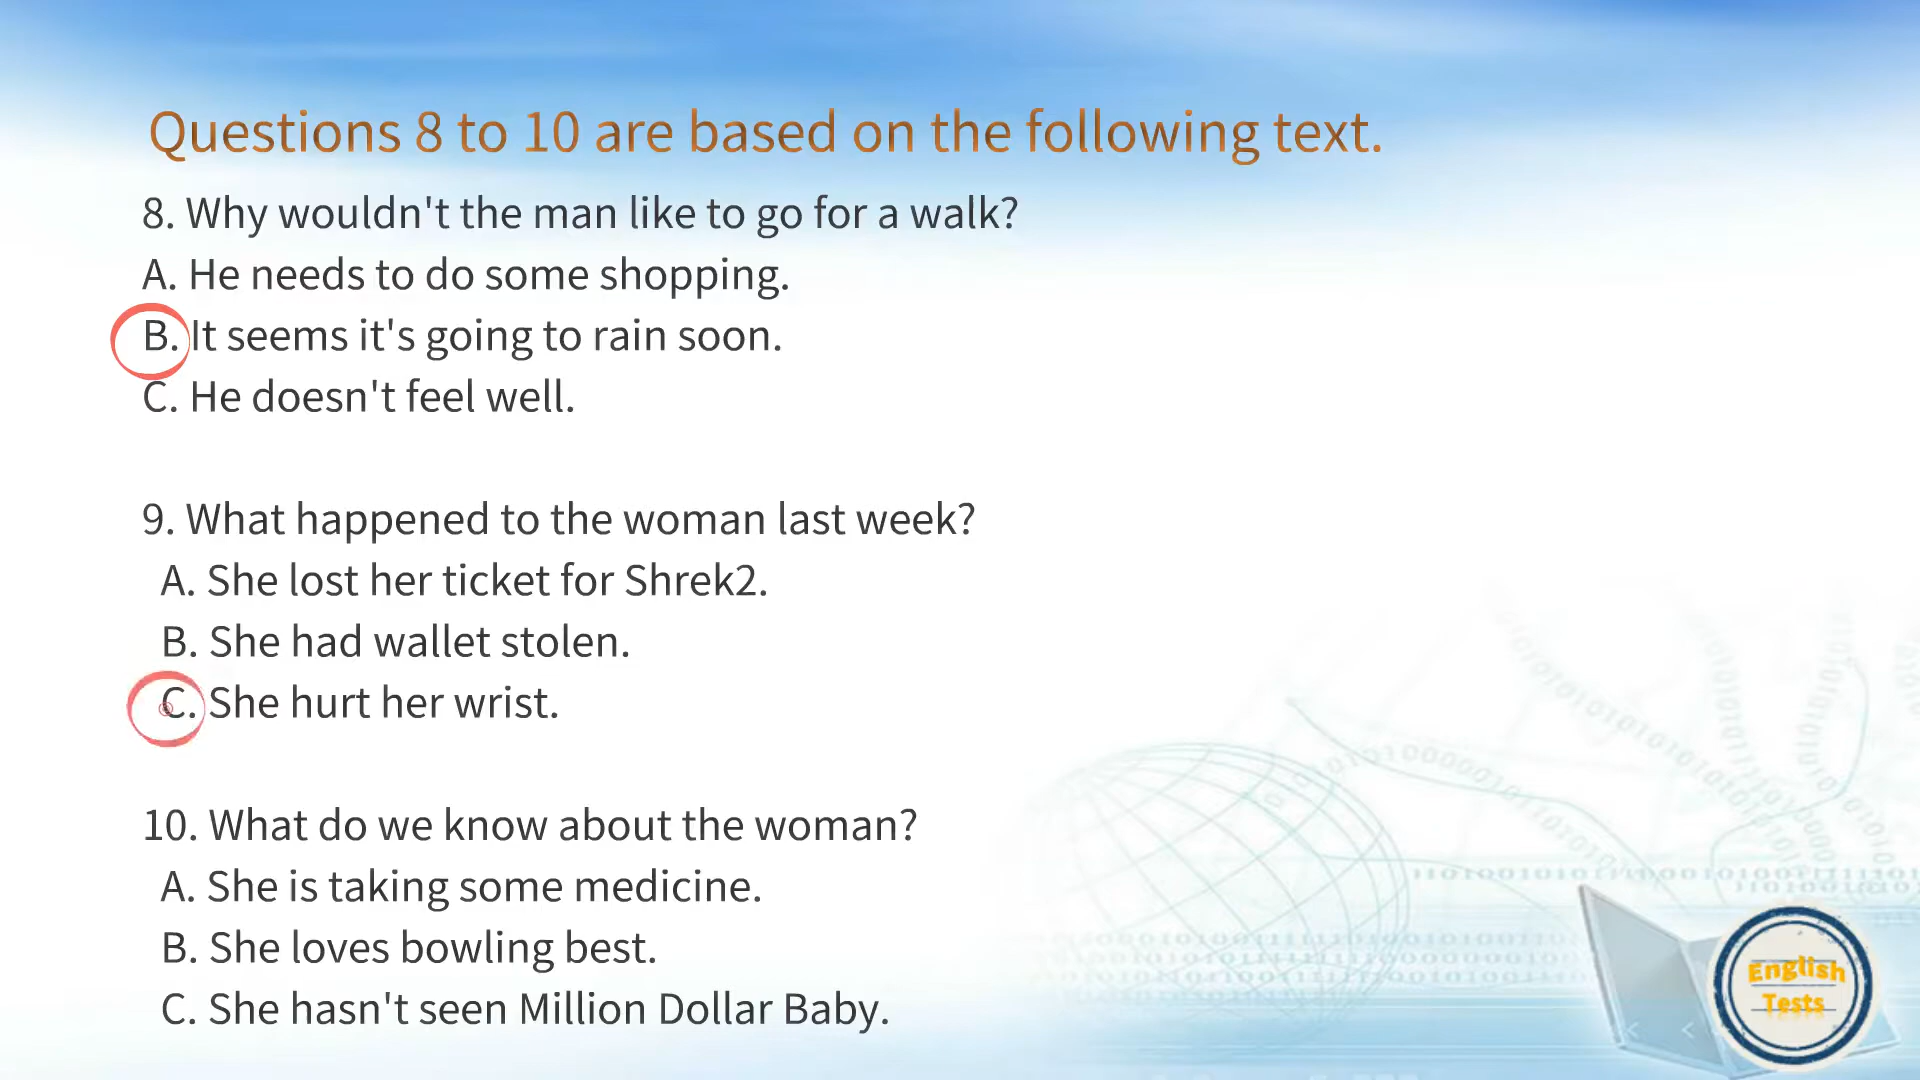 Questions 8 to 10 are based on the following text.
8. Why wouldn't the man like to go for a walk?
A. He needs to do some shopping.
B. It seems it's going to rain soon.
C. He doesn't feel well.
9. What happened to the woman last week?
A. She lost her ticket for Shrek2.
B. She had wallet stolen.
C. She hurt her wrist.
10. What do we know about the woman?
A. She is taking some medicine.
B. She loves bowling best.
C. She hasn't seen Million Dollar Baby.
English
Tests